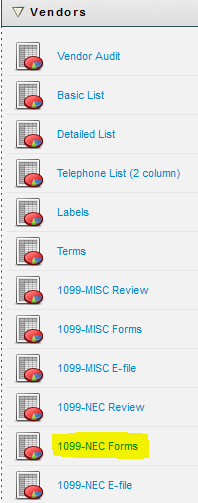 Vendors
Vendor Audit
Basic List
Detailed List
Telephone List (2 column)
Labels
Terms
1099-MISC Review
1099-MISC Forms
1099-MISC E-file
1099-NEC Review
1099-NEC Forms
1099-NEC E-file